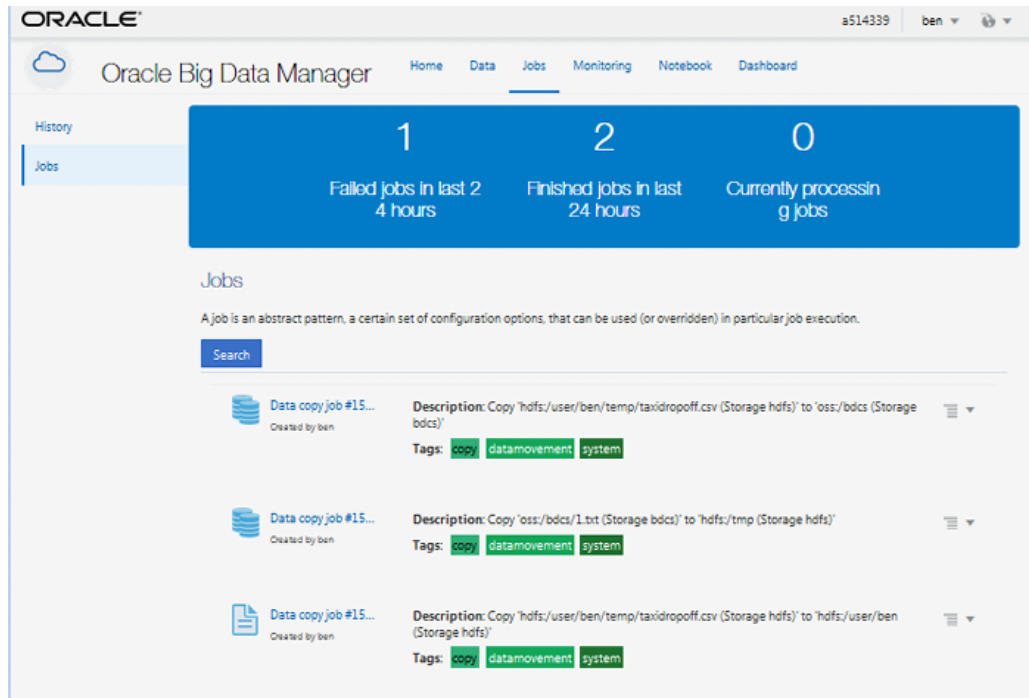 ORACLE
a514339
ben
Oracle Big Data Manager
Home
Data
Jobs
Monitoring
Notebook
Dashboard
History
Jobs
1
Failed jobs in last 2
4 hours
2
Finished jobs in last
24 hours
0
Currently processin
g jobs
Jobs
A job is an abstract pattern, a certain set of configuration options, that can be used (or overridden) in particular job execution.
Search
Data copy job #15...
Created by ben
Description: Copy 'hdfs:/user/ben/temp/taxidropoff.csv (Storage hdfs)' to 'oss:/bdcs (Storage
bdcs)'
Tags: copy datamovement system
Data copy job #15...
Created by ben
Description: Copy 'oss:/bdcs/1.txt (Storage bdcs)' to 'hdfs:/tmp (Storage hdfs)'
Tags: copy datamovement system
Data copy job #15...
Created by ben
Description: Copy 'hdfs:/user/ben/temp/taxidropoff.csv (Storage hdfs)' to 'hdfs:/user/ben
(Storage hdfs)'
Tags: copy datamovement system